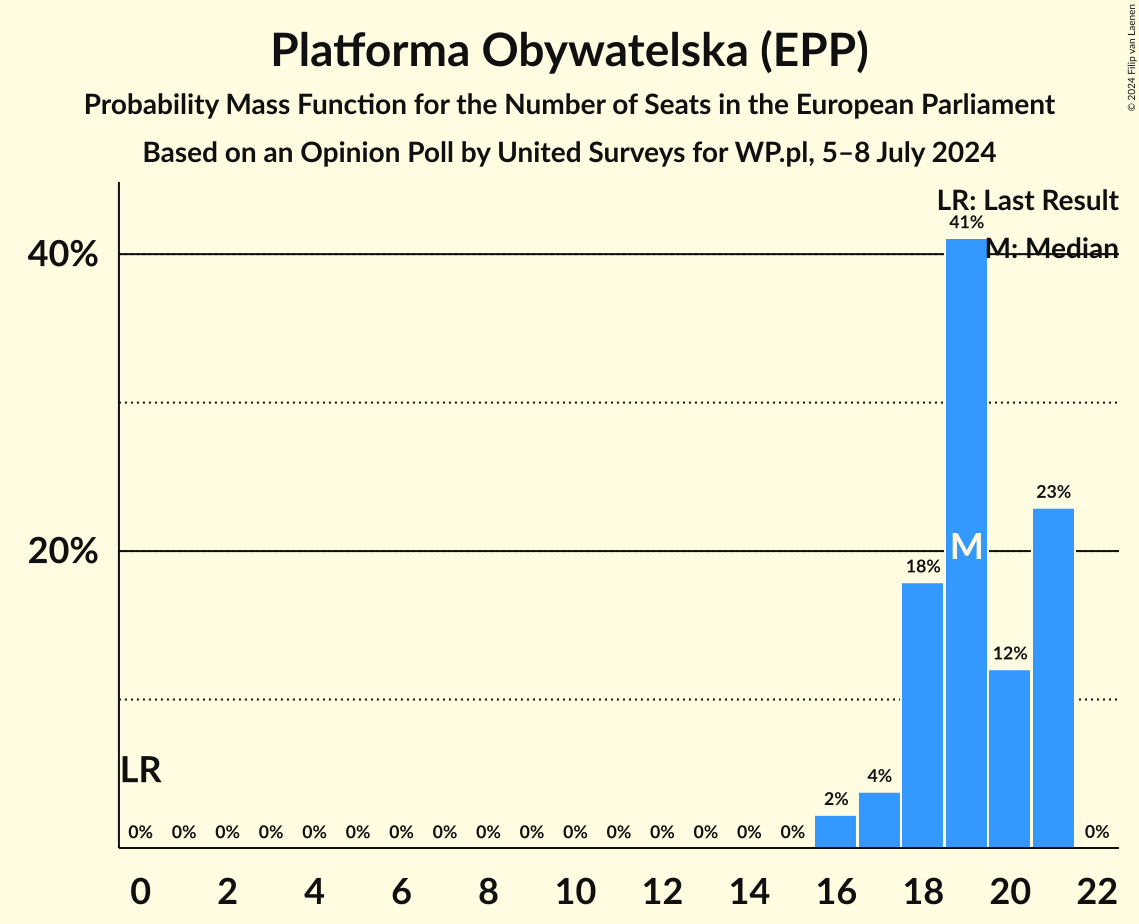 Platforma Obywatelska (EPP)
Probability Mass Function for the Number of Seats in the European Parliament
Based on an Opinion Poll by United Surveys for WP.pl, 5–8 July 2024
© 2024 Filip van Laenen
LR: Last Result
M: Median
41%
40%
23%
20%
M
18%
12%
LR
4%
2%
0% 0% 0% 0% 0% 0% 0% 0% 0% 0% 0% 0% 0% 0% 0% 0% 0%
0 2 4 6 8 10 12 14 16 18 20 22